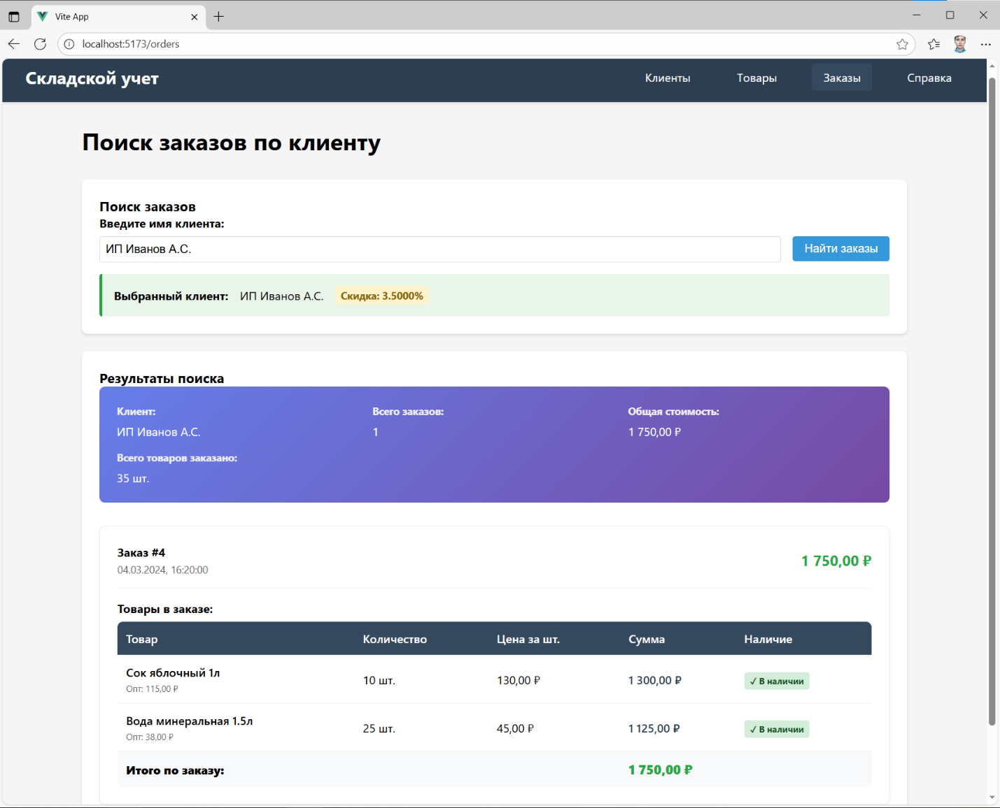 Vite App
localhost:5173/orders
Складской учет
Клиенты Товары Заказы Справка
Поиск заказов по клиенту
Поиск заказов
Введите имя клиента:
ИП Иванов А.С. Найти заказы
Выбранный клиент: ИП Иванов А.С. Скидка: 3.5000%
Результаты поиска
Клиент: Всего заказов: Общая стоимость:
ИП Иванов А.С. 1 1 750,00 ₽
Всего товаров заказано:
35 шт.
Заказ #4
1 750,00 ₽
04.03.2024, 16:20:00
Товары в заказе:
Товар Количество Цена за шт. Сумма Наличие
Сок яблочный 1л
10 шт. 130,00 ₽ 1 300,00 ₽ ✓ В наличии
Опт: 115,00 ₽
Вода минеральная 1.5л
25 шт. 45,00 ₽ 1 125,00 ₽ ✓ В наличии
Опт: 38,00 ₽
Итого по заказу: 1 750,00 ₽